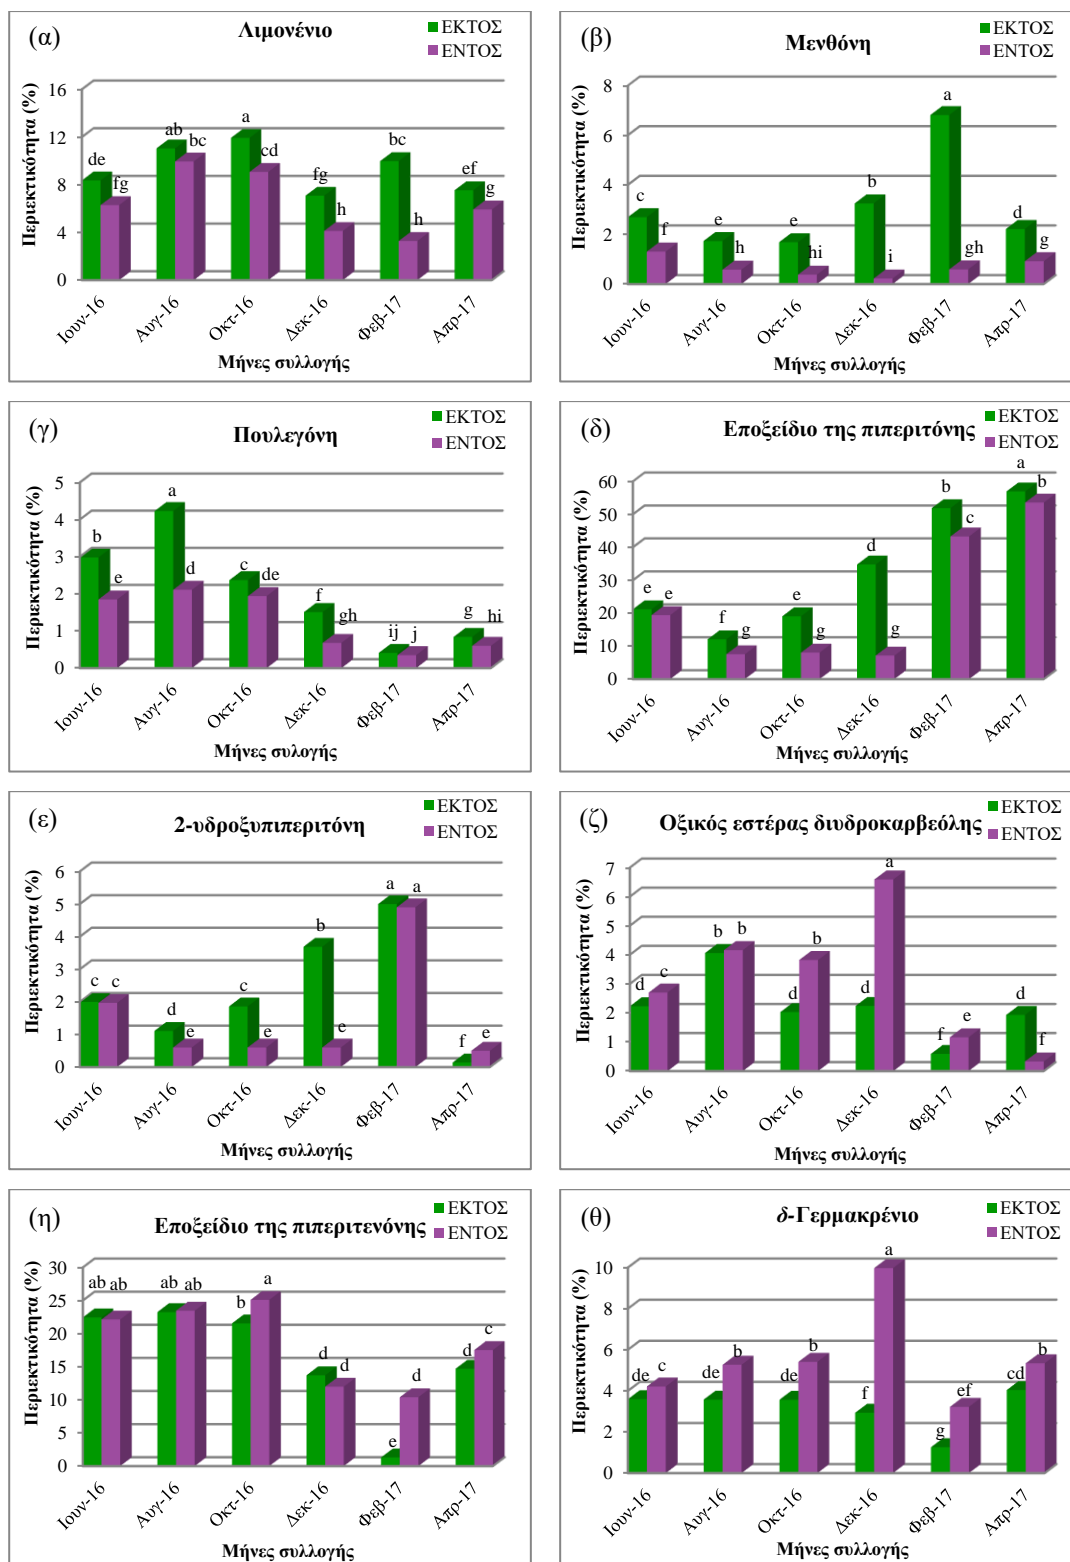 (α)
Λιμονένιο
ΕΚΤΟΣ
ΕΝΤΟΣ
Περιεκτικότητα (%)
16
12
8
4
0
de fg ab bc a cd fg h bc h ef g
Ιουν-16 Αυγ-16 Οκτ-16 Δεκ-16 Φεβ-17 Απρ-17
Μήνες συλλογής
(β)
Μενθόνη
ΕΚΤΟΣ
ΕΝΤΟΣ
Περιεκτικότητα (%)
8
6
4
2
0
c f e h e hi b i a gh d g
Ιουν-16 Αυγ-16 Οκτ-16 Δεκ-16 Φεβ-17 Απρ-17
Μήνες συλλογής
(γ)
Πουλεγόνη
ΕΚΤΟΣ
ΕΝΤΟΣ
Περιεκτικότητα (%)
5
4
3
2
1
0
b e a d c de f gh ij j g hi
Ιουν-16 Αυγ-16 Οκτ-16 Δεκ-16 Φεβ-17 Απρ-17
Μήνες συλογής
(δ)
Εποξείδιο της πιπεριτόνης
ΕΚΤΟΣ
ΕΝΤΟΣ
Περιεκτικότητα (%)
60
50
40
30
20
10
0
e e f g e g d g b c a b
Ιουν-16 Αυγ-16 Οκτ-16 Δεκ-16 Φεβ-17 Απρ-17
Μήνες συλλογής
(ε)
2-υδροξυπιπεριτόνη
ΕΚΤΟΣ
ΕΝΤΟΣ
Περιεκτικότητα (%)
6
5
4
3
2
1
0
c c d e c e b e a a f e
Ιουν-16 Αυγ-16 Οκτ-16 Δεκ-16 Φεβ-17 Απρ-17
Μήνες συλλογής
(ζ)
Οξικός εστέρας διυδροκαρβεόλης
ΕΚΤΟΣ
ΕΝΤΟΣ
Περιεκτικότητα (%)
7
6
5
4
3
2
1
0
d c b b d b d a f e d f
Ιουν-16 Αυγ-16 Οκτ-16 Δεκ-16 Φεβ-17 Απρ-17
Μήνες συλλογής
(η)
Εποξείδιο της πιπεριτενόνης
ΕΚΤΟΣ
ΕΝΤΟΣ
Περιεκτικότητα (%)
30
25
20
15
10
5
0
ab ab ab ab b a d d e d d c
Ιουν-16 Αυγ-16 Οκτ-16 Δεκ-16 Φεβ-17 Απρ-17
Μήνες συλλογής
(θ)
δ-Γερμακρένιο
ΕΚΤΟΣ
ΕΝΤΟΣ
Περιεκτικότητα (%)
10
8
6
4
2
0
de c de b de b f a g ef cd b
Ιουν-16 Αυγ-16 Οκτ-16 Δεκ-16 Φεβ-17 Απρ-17
Μήνες συλλογής